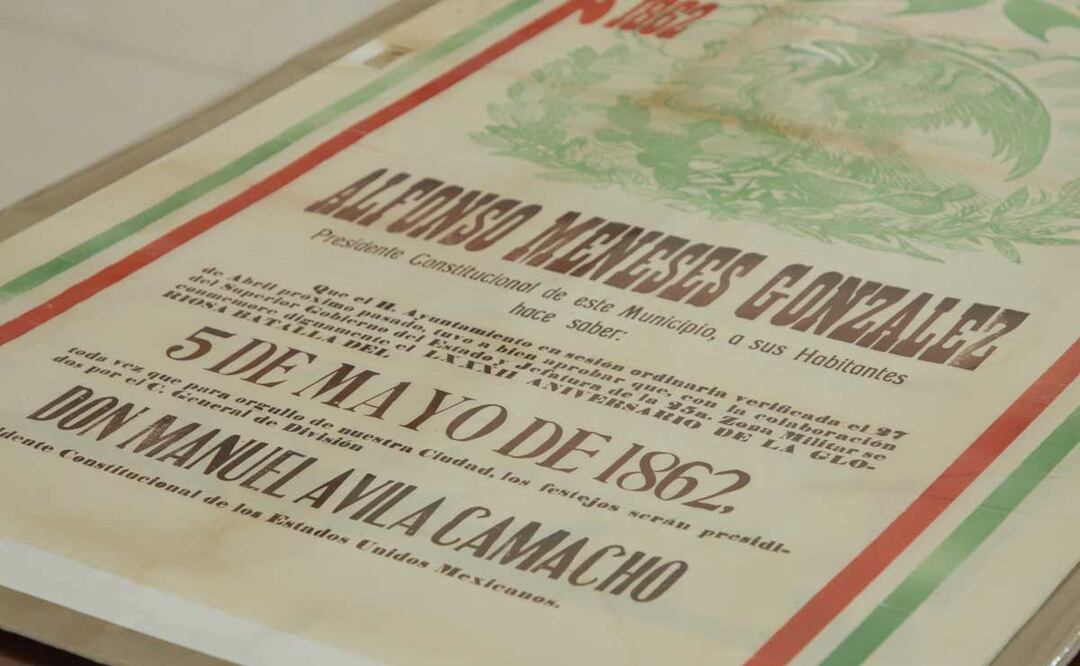 1862
ALFONSO MENESES GONZALEZ
Presidente Constitucional de este Municipio, a sus Habitantes
hace saber:
Que el H. Ayuntamiento en sesión ordinaria verificada el 27
de Abril próximo pasado, tuvo a bien aprobar que, con la colaboración
del Superior Gobierno del Estado y Jefatura de la 25a. Zona Militar se
conmemore dignamente el LXXXII ANIVERSARIO DE LA GLO-
RIOSA BATALLA DEL
5 DE MAYO DE 1862,
toda vez que para orgullo de nuestra Ciudad, los festejos serán presidi-
dos por el C. General de División
DON MANUEL AVILA CAMACHO
idente Constitucional de los Estados Unidos Mexicanos.